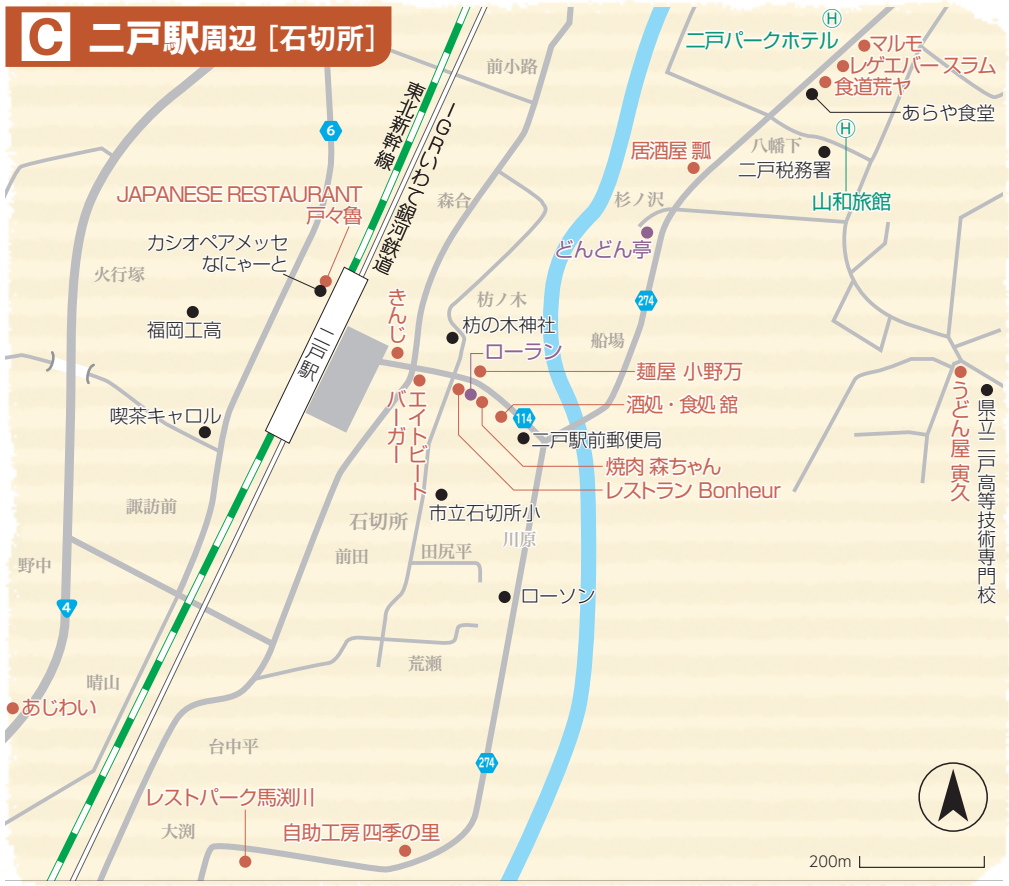 C 二戸駅周辺［石切所］
二戸パークホテル
H
マルモ
レゲエバー スラム
食道荒ヤ
あらや食堂
前小路
東北新幹線
IGRいわて銀河鉄道
6
八幡下
H
居酒屋 瓢
二戸税務署
山和旅館
JAPANESE RESTAURANT
戸々魯
森合
杉ノ沢
カシオペアメッセ
なにゃーと
どんどん亭
火行塚
274
福岡工高
きんじ
枋ノ木
枋の木神社
ローラン
船場
二戸駅
麺屋 小野万
エイトビート
バーガー
酒処・食処 舘
114
うどん屋 寅久
県立二戸高等技術専門校
喫茶キャロル
二戸駅前郵便局
焼肉 森ちゃん
レストラン Bonheur
諏訪前
石切所
市立石切所小
川原
前田
田尻平
野中
ローソン
4
荒瀬
晴山
あじわい
台中平
274
レストパーク馬渕川
大渕
自助工房 四季の里
200m